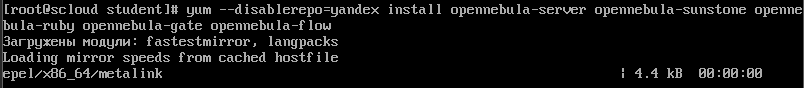 [root@scloud student]# yum --disablerepo=yandex install opennebula-server opennebula-sunstone openne
bula-ruby opennebula-gate opennebula-flow
Загружены модули: fastestmirror, langpacks
Loading mirror speeds from cached hostfile
epel/x86_64/metalink | 4.4 kB 00:00:00